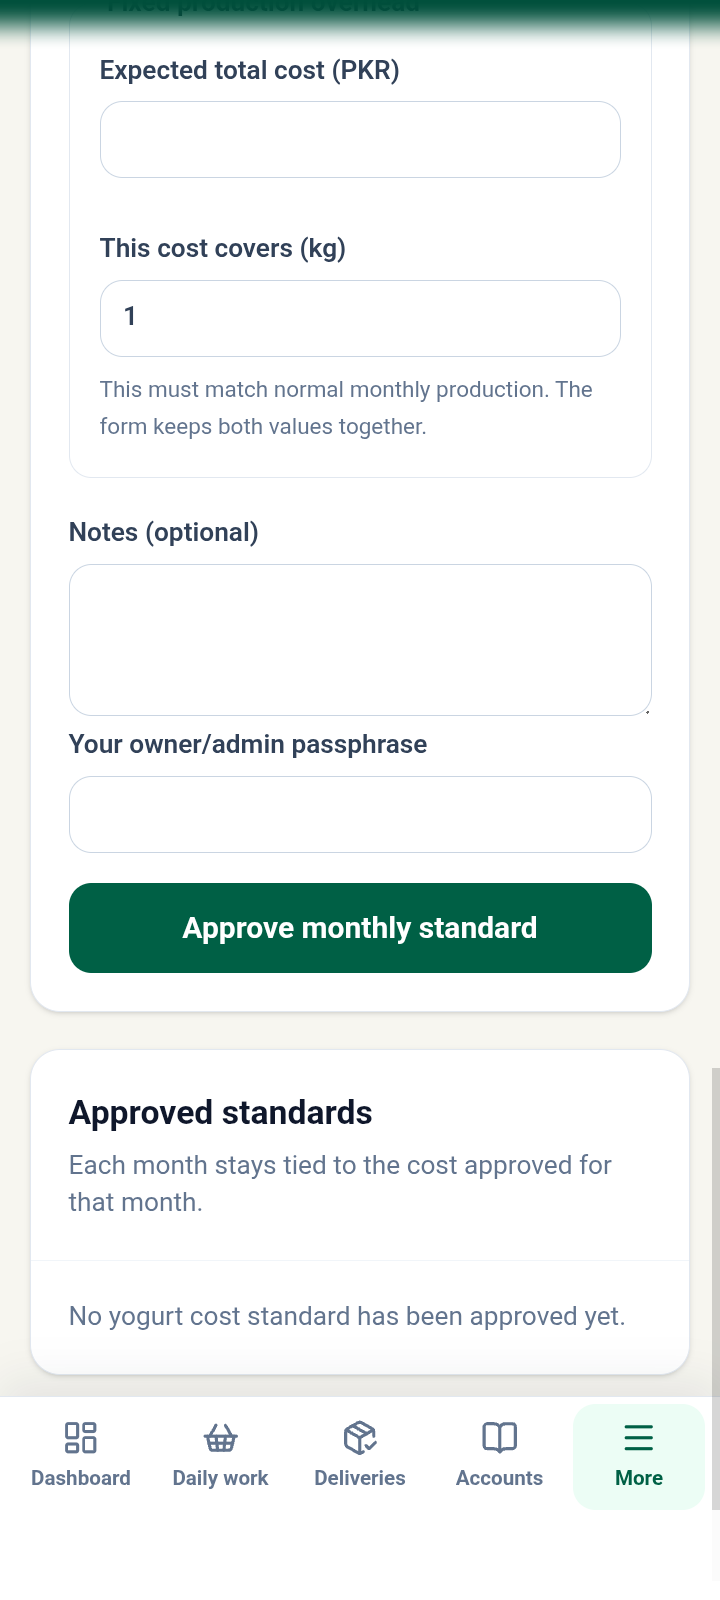 Fixed production overhead
Expected total cost (PKR)
This cost covers (kg)
1
This must match normal monthly production. The
form keeps both values together.
Notes (optional)
Your owner/admin passphrase
Approve monthly standard
Approved standards
Each month stays tied to the cost approved for
that month.
No yogurt cost standard has been approved yet.
Dashboard
Daily work
Deliveries
Accounts
More